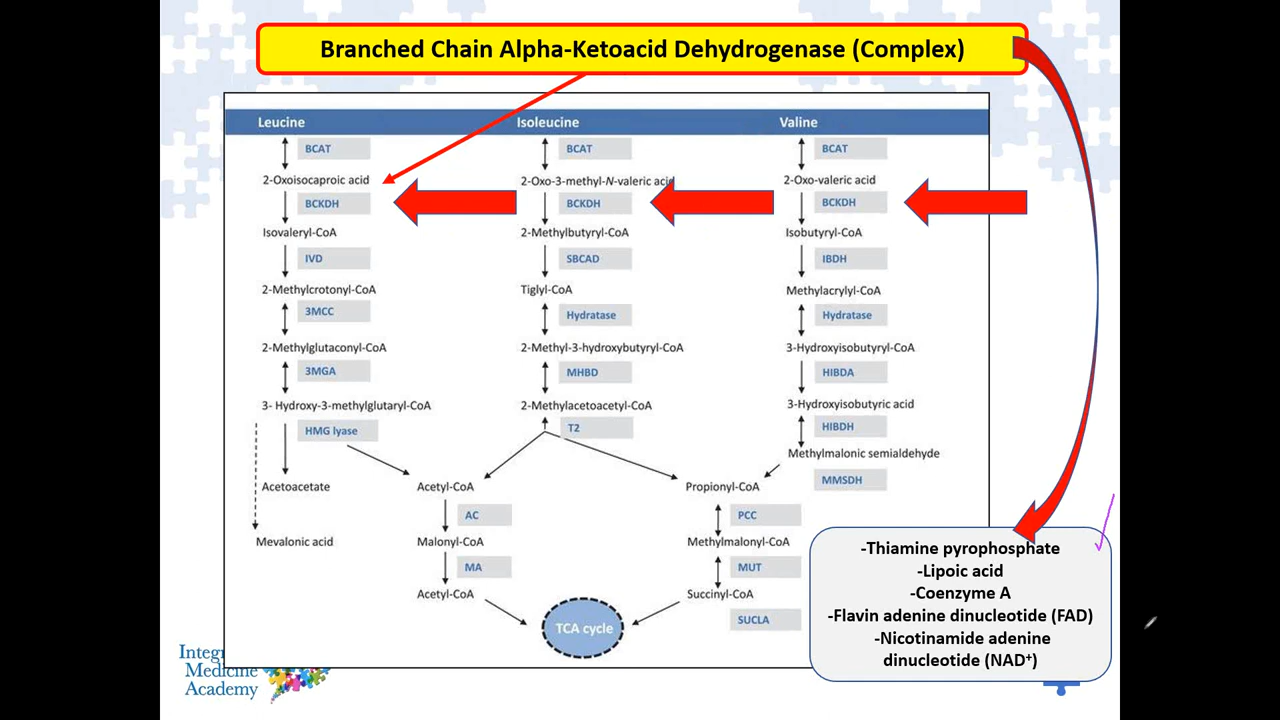 Branched Chain Alpha-Ketoacid Dehydrogenase (Complex)
Leucine
Isoleucine
Valine
BCAT
BCAT
BCAT
2-Oxoisocaproic acid
2-Oxo-3-methyl-N-valeric acid
2-Oxo-valeric acid
BCKDH
BCKDH
BCKDH
Isovaleryl-CoA
2-Methylbutyryl-CoA
Isobutyryl-CoA
IVD
SBCAD
IBDH
2-Methylcrotonyl-CoA
Tiglyl-CoA
Methylacrylyl-CoA
3MCC
Hydratase
Hydratase
2-Methylglutaconyl-CoA
2-Methyl-3-hydroxybutyryl-CoA
3-Hydroxyisobutyryl-CoA
3MGA
MHBD
HIBDA
3- Hydroxy-3-methylglutaryl-CoA
2-Methylacetoacetyl-CoA
3-Hydroxyisobutyric acid
HMG lyase
T2
HIBDH
Methylmalonic semialdehyde
MMSDH
Acetoacetate
Acetyl-CoA
Propionyl-CoA
AC
PCC
Mevalonic acid
Malonyl-CoA
Methylmalonyl-CoA
MA
MUT
Acetyl-CoA
Succinyl-CoA
SUCLA
TCA cycle
-Thiamine pyrophosphate
-Lipoic acid
-Coenzyme A
-Flavin adenine dinucleotide (FAD)
-Nicotinamide adenine
dinucleotide (NAD⁺)
Medicine
Academy